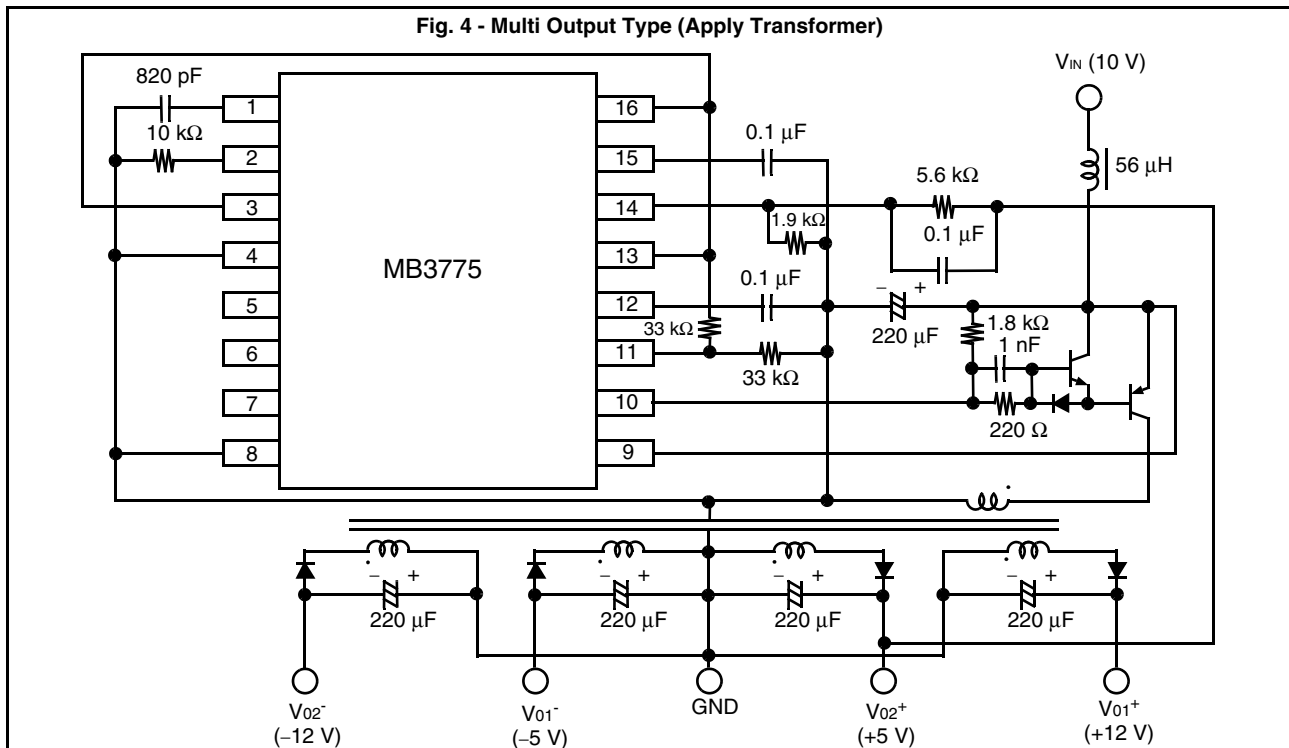 Fig. 4 - Multi Output Type (Apply Transformer)
VIN (10 V)
820 pF
1
16
10 kΩ
0.1 μF
2
15
56 μH
5.6 kΩ
3
14
1.9 kΩ
0.1 μF
4
13
MB3775
0.1 μF
− +
5
12
220 μF
1.8 kΩ
33 kΩ
1 nF
6
11
33 kΩ
7
10
220 Ω
8
9
− +
− +
− +
− +
220 μF
220 μF
220 μF
220 μF
V02-
(−12 V)
V01-
(−5 V)
GND
V02+
(+5 V)
V01+
(+12 V)